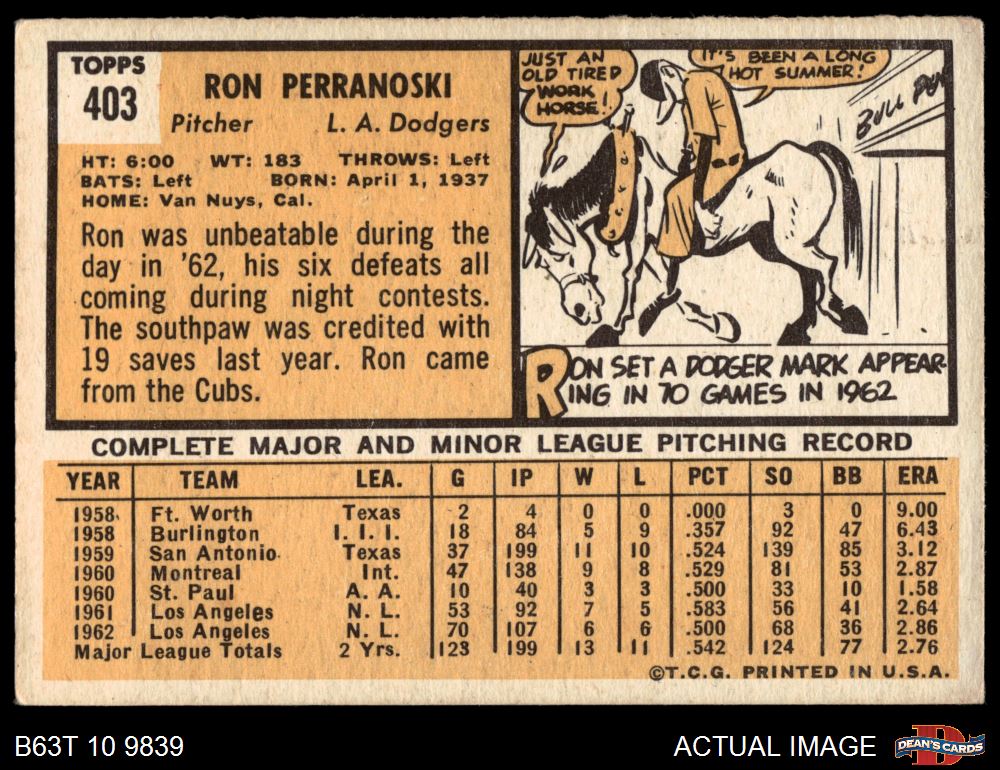 TOPPS
403
RON PERRANOSKI
Pitcher L. A. Dodgers
HT: 6:00 WT: 183 THROWS: Left
BATS: Left BORN: April 1, 1937
HOME: Van Nuys, Cal.
Ron was unbeatable during the
day in '62, his six defeats all
coming during night contests.
The southpaw was credited with
19 saves last year. Ron came
from the Cubs.
JUST AN
OLD TIRED
WORK
HORSE!
IT'S BEEN A LONG
HOT SUMMER!
BULL PEN
RON SET A DODGER MARK APPEAR-
ING IN 70 GAMES IN 1962
COMPLETE MAJOR AND MINOR LEAGUE PITCHING RECORD
YEAR TEAM LEA. G IP W L PCT SO BB ERA
1958 Ft. Worth Texas 2 4 0 0 .000 3 0 9.00
1958 Burlington I. I. I. 18 84 5 9 .357 92 47 6.43
1959 San Antonio Texas 37 199 11 10 .524 139 85 3.12
1960 Montreal Int. 47 138 9 8 .529 81 53 2.87
1960 St. Paul A. A. 10 40 3 3 .500 33 10 1.58
1961 Los Angeles N. L. 53 92 7 5 .583 56 41 2.64
1962 Los Angeles N. L. 70 107 6 6 .500 68 36 2.86
Major League Totals 2 Yrs. 123 199 13 11 .542 124 77 2.76
©T.C.G. PRINTED IN U.S.A.
B63T 10 9839
ACTUAL IMAGE
D
DEAN'S CARDS